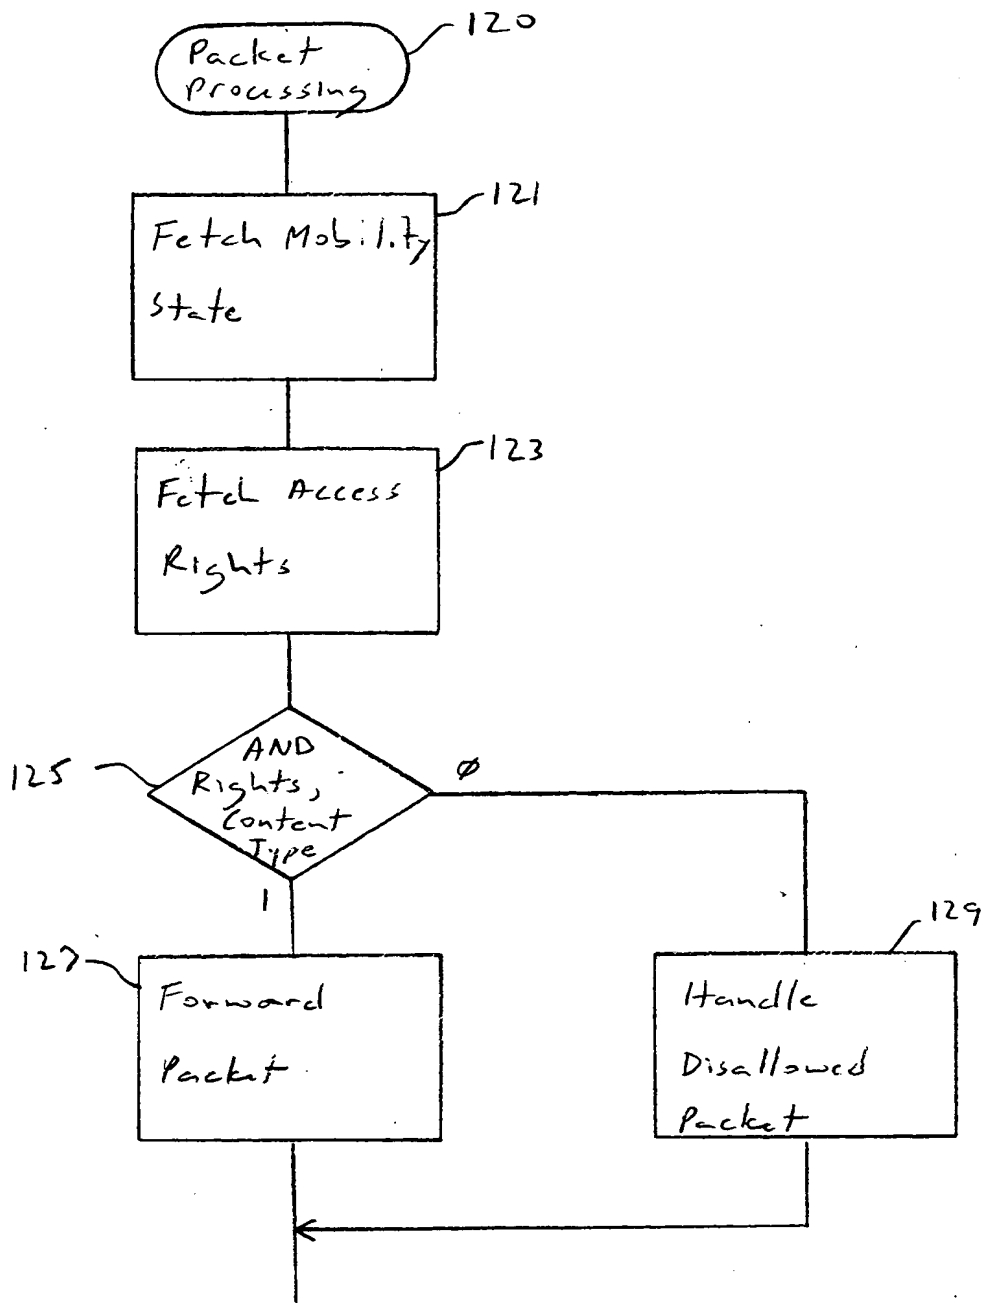 120
Packet
Processing
121
Fetch Mobility
State
123
Fetch Access
Rights
125
AND
Rights,
Content
Type
Ø
1
127
Forward
Packet
129
Handle
Disallowed
Packet